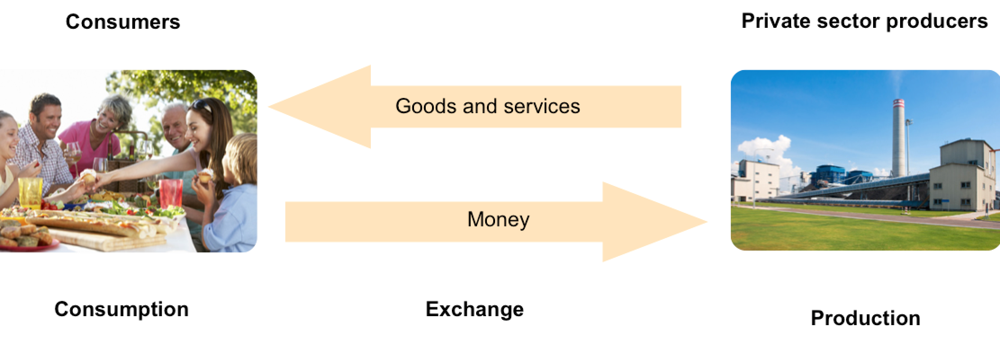 Consumers
Private sector producers
Goods and services
Money
Consumption
Exchange
Production